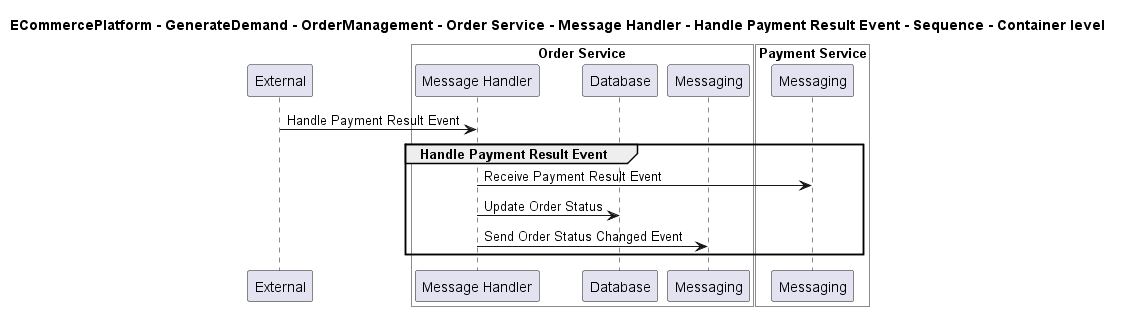 ECommercePlatform - GenerateDemand - OrderManagement - Order Service - Message Handler - Handle Payment Result Event - Sequence - Container level
Order Service
Payment Service
External
Message Handler
Database
Messaging
Messaging
Handle Payment Result Event
Handle Payment Result Event
Receive Payment Result Event
Update Order Status
Send Order Status Changed Event
External
Message Handler
Database
Messaging
Messaging